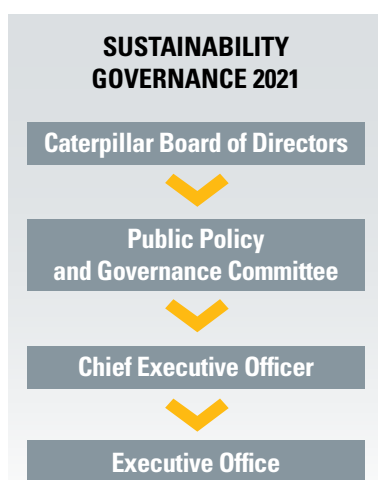 SUSTAINABILITY
GOVERNANCE 2021
Caterpillar Board of Directors
Public Policy
and Governance Committee
Chief Executive Officer
Executive Office